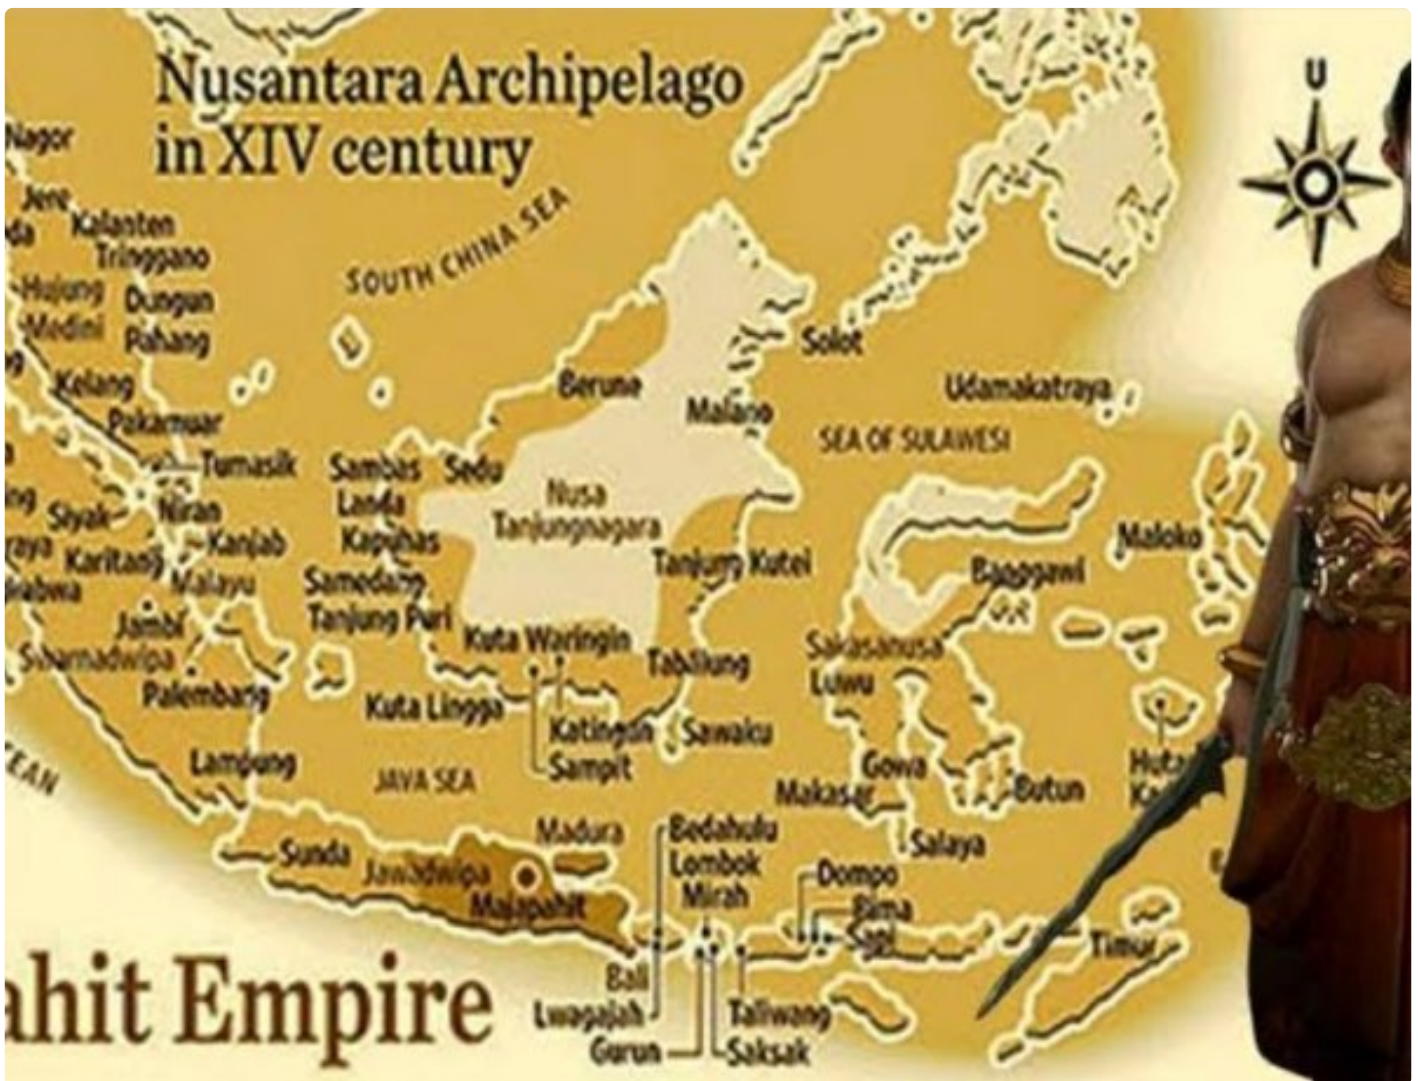 Nusantara Archipelago
in XIV century
U
Nagor
Jere
da
Kalanten
Tringgano
Hujung
Medini
Dungun
Pahang
Kelang
Pakamuar
Tumasik
Siyak
Niran
Karitang
Kanjab
Malayu
Jambi
Swarnadwipa
Palembang
Lampung
SOUTH CHINA SEA
Berune
Malano
Solot
Udamakatraya
SEA OF SULAWESI
Sambas
Sedu
Landa
Kapuhas
Samedang
Tanjung Puri
Nusa
Tanjungnagara
Tanjung Kutei
Kuta Waringin
Tabalung
Kuta Lingga
Katingan
Sampit
Sawaku
JAVA SEA
Maloko
Banggawi
Sakasanusa
Luwu
Gowa
Makasar
Butun
Salaya
Sunda
Jawadwipa
Majapahit
Madura
Bedahulu
Lombok
Mirah
Dompo
Bima
Timur
Bali
Lwagajah
Gurun
Taliwang
Saksak
ahit Empire